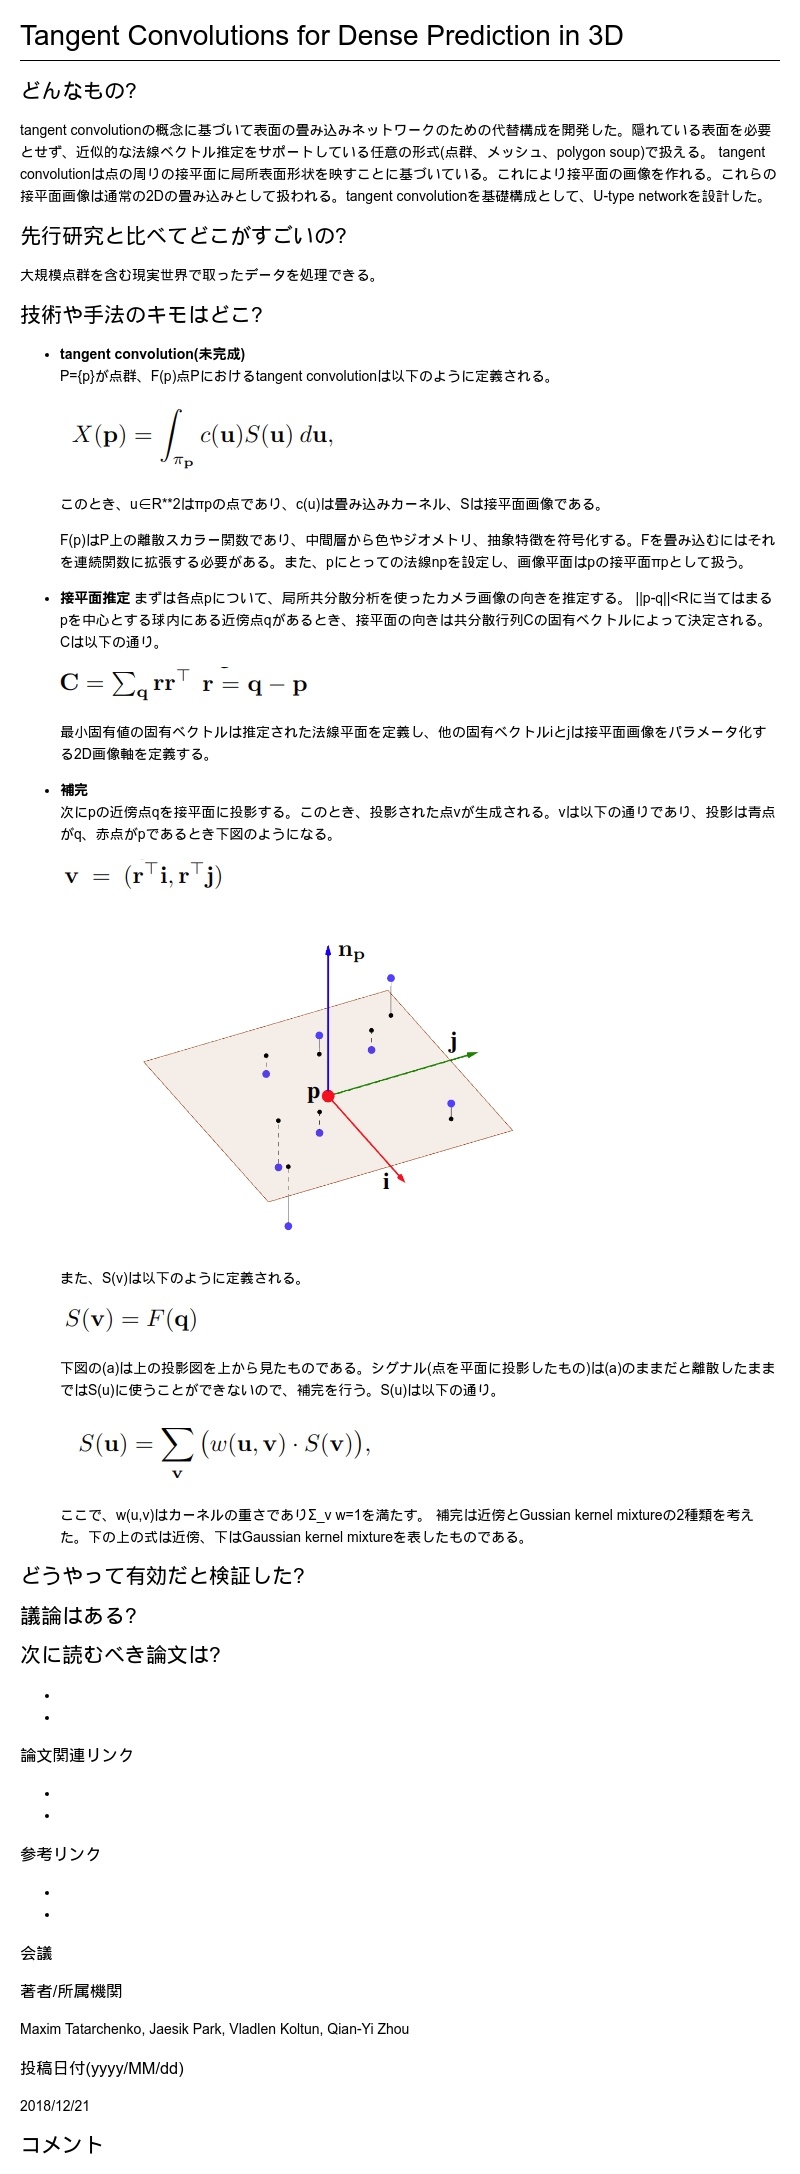 Tangent Convolutions for Dense Prediction in 3D
どんなもの?
tangent convolutionの概念に基づいて表面の畳み込みネットワークのための代替構成を開発した。隠れている表面を必要
とせず、近似的な法線ベクトル推定をサポートしている任意の形式(点群、メッシュ、polygon soup)で扱える。 tangent
convolutionは点の周りの接平面に局所表面形状を映すことに基づいている。これにより接平面の画像を作れる。これらの
接平面画像は通常の2Dの畳み込みとして扱われる。tangent convolutionを基礎構成として、U-type networkを設計した。
先行研究と比べてどこがすごいの?
大規模点群を含む現実世界で取ったデータを処理できる。
技術や手法のキモはどこ?
• tangent convolution(未完成)
P={p}が点群、F(p)点Pにおけるtangent convolutionは以下のように定義される。
X(p) = ∫_{π_p} c(u)S(u) du,
このとき、u∈R**2はπpの点であり、c(u)は畳み込みカーネル、Sは接平面画像である。
F(p)はP上の離散スカラー関数であり、中間層から色やジオメトリ、抽象特徴を符号化する。Fを畳み込むにはそれ
を連続関数に拡張する必要がある。また、pにとっての法線npを設定し、画像平面はpの接平面πpとして扱う。
• 接平面推定 まずは各点pについて、局所共分散分析を使ったカメラ画像の向きを推定する。 ||p-q||<Rに当てはまる
pを中心とする球内にある近傍点qがあるとき、接平面の向きは共分散行列Cの固有ベクトルによって決定される。
Cは以下の通り。
C = ∑_q rr^⊤ r = q − p
最小固有値の固有ベクトルは推定された法線平面を定義し、他の固有ベクトルiとjは接平面画像をパラメータ化す
る2D画像軸を定義する。
• 補完
次にpの近傍点qを接平面に投影する。このとき、投影された点vが生成される。vは以下の通りであり、投影は青点
がq、赤点がpであるとき下図のようになる。
v = (r^⊤i, r^⊤j)
n_p
j
p
i
また、S(v)は以下のように定義される。
S(v) = F(q)
下図の(a)は上の投影図を上から見たものである。シグナル(点を平面に投影したもの)は(a)のままだと離散したまま
ではS(u)に使うことができないので、補完を行う。S(u)は以下の通り。
S(u) = ∑_v (w(u, v) · S(v)),
ここで、w(u,v)はカーネルの重さでありΣ_v w=1を満たす。 補完は近傍とGussian kernel mixtureの2種類を考え
た。下の上の式は近傍、下はGaussian kernel mixtureを表したものである。
どうやって有効だと検証した?
議論はある?
次に読むべき論文は?
•
•
論文関連リンク
•
•
参考リンク
•
•
会議
著者/所属機関
Maxim Tatarchenko, Jaesik Park, Vladlen Koltun, Qian-Yi Zhou
投稿日付(yyyy/MM/dd)
2018/12/21
コメント